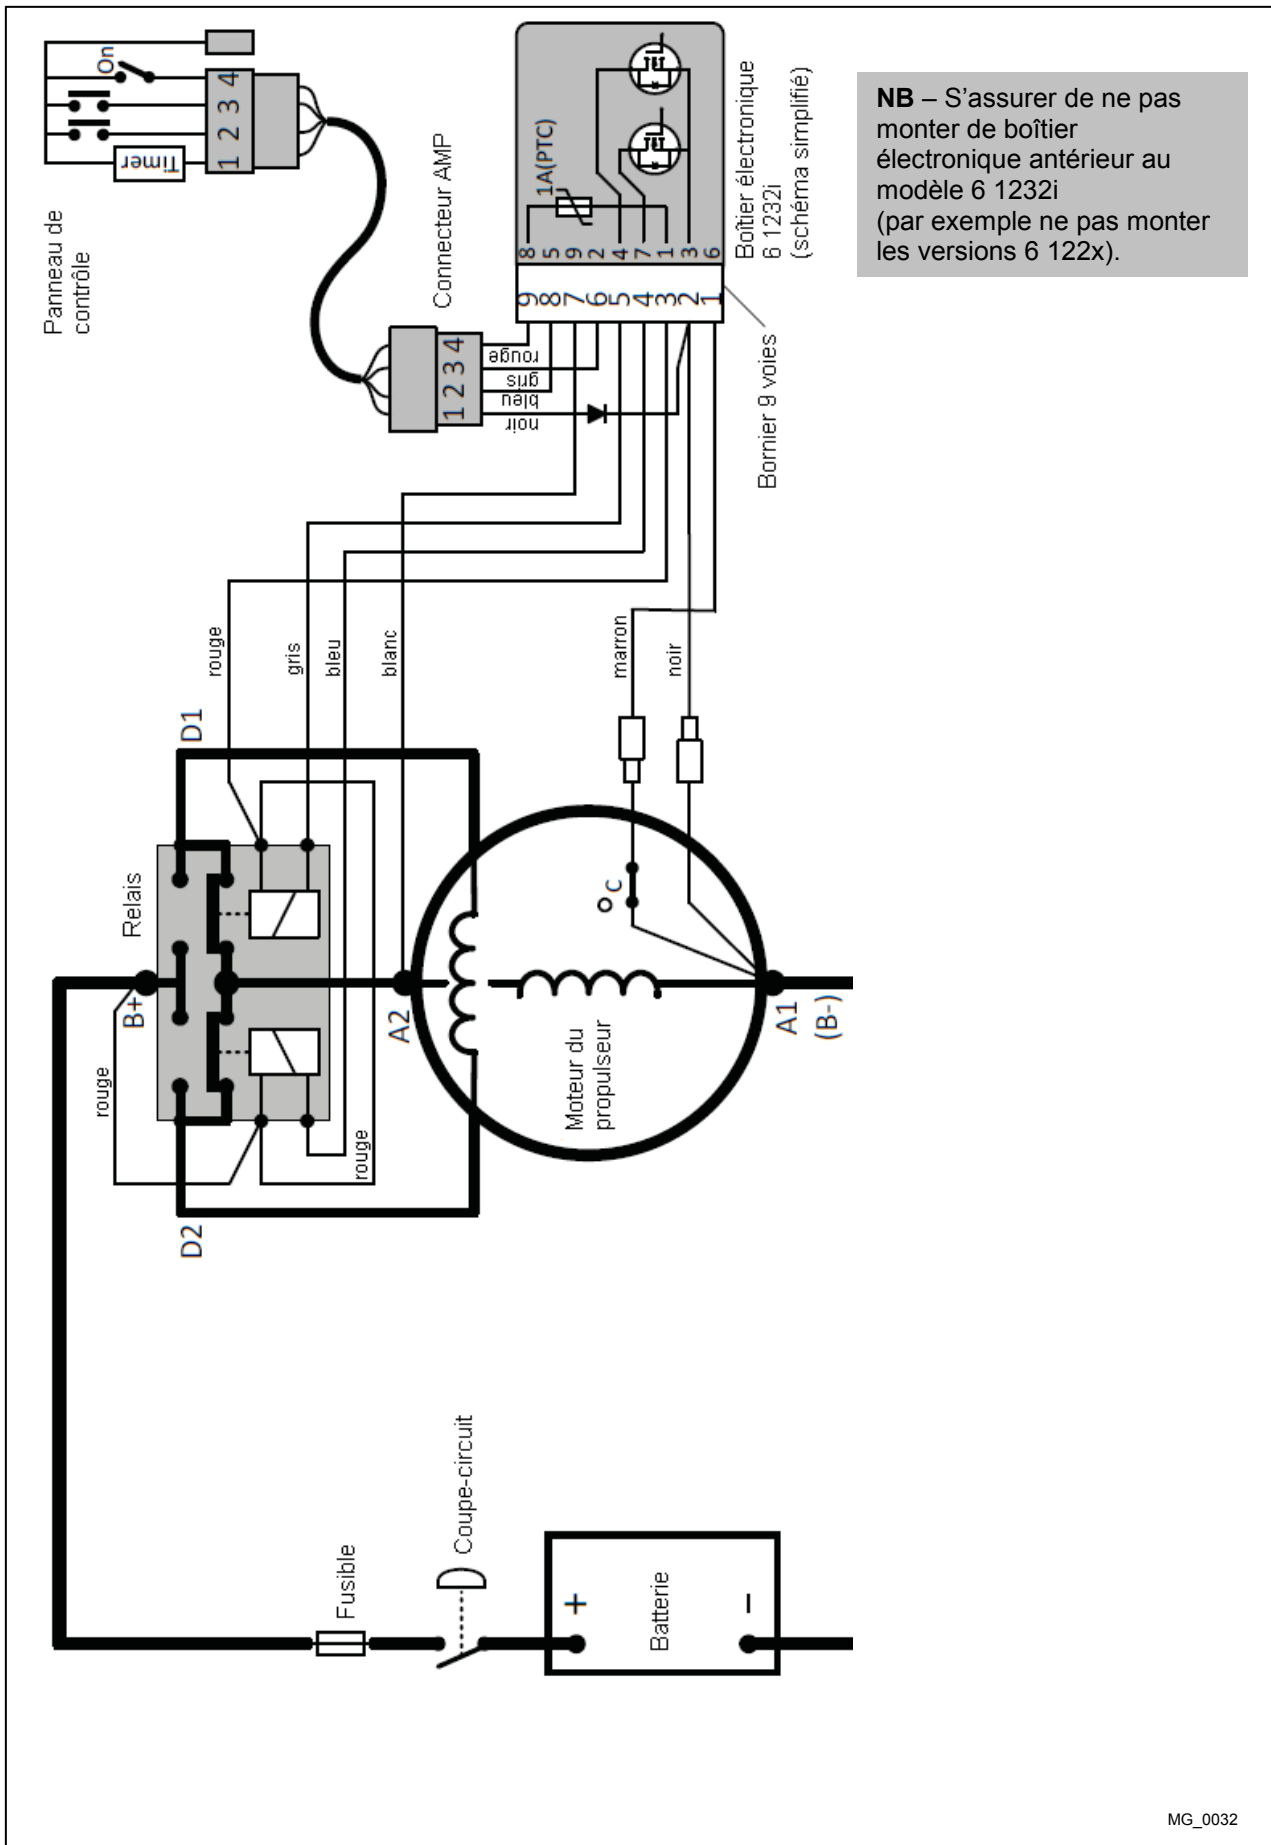 Panneau de
contrôle
On
1 2 3 4
Timer
Connecteur AMP
1 2 3 4
rouge
gris
bleu
noir
1A(PTC)
8 5 9 2 4 7 1 3 6
9 8 7 6 5 4 3 2 1
Boîtier électronique
6 1232i
(schéma simplifié)
Bornier 9 voies
NB – S'assurer de ne pas
monter de boîtier
électronique antérieur au
modèle 6 1232i
(par exemple ne pas monter
les versions 6 122x).
rouge
gris
bleu
blanc
marron
noir
D1
Relais
B+
rouge
rouge
D2
A2
°C
Moteur du
propulseur
A1
(B-)
Fusible
Coupe-circuit
+
Batterie
-
MG_0032